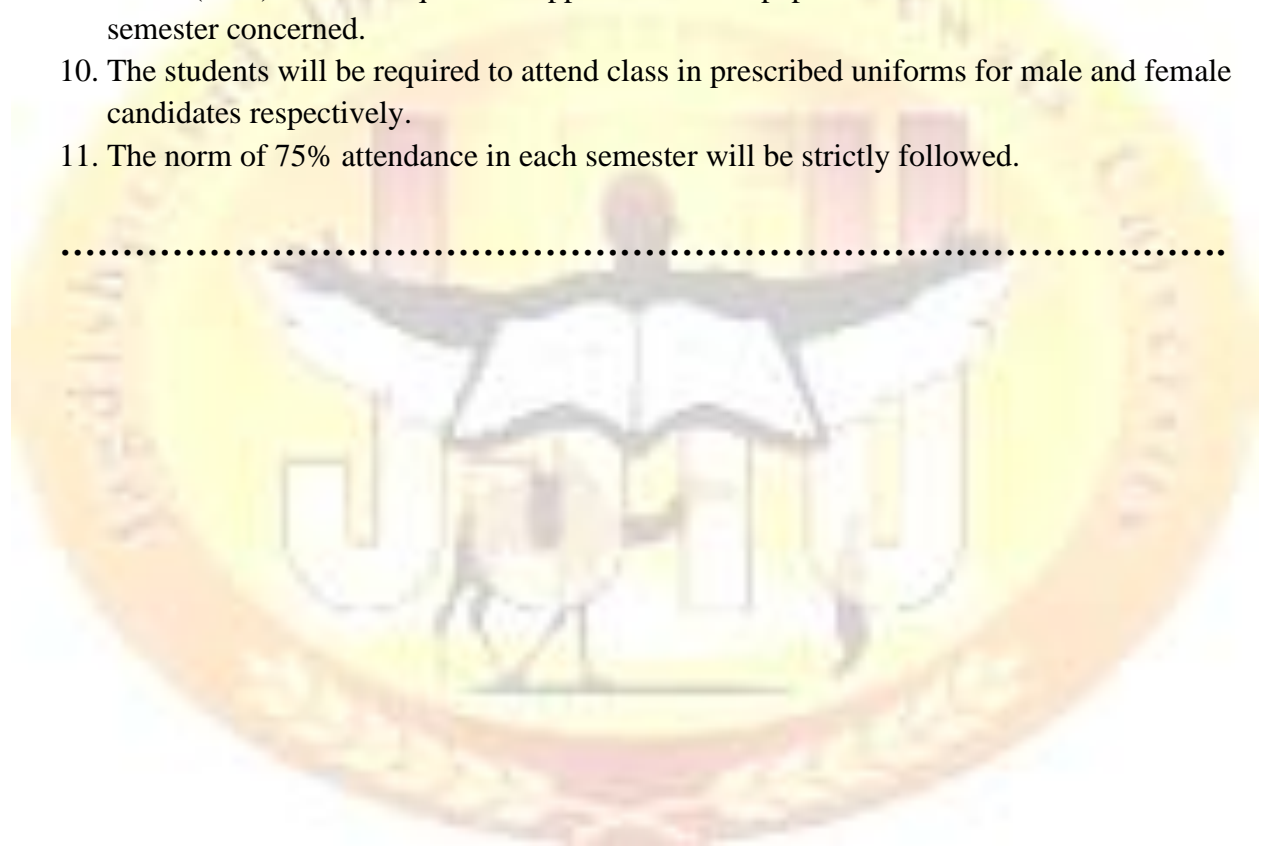 semester concerned.
10. The students will be required to attend class in prescribed uniforms for male and female
candidates respectively.
11. The norm of 75% attendance in each semester will be strictly followed.
……………………………………………………………………………………….